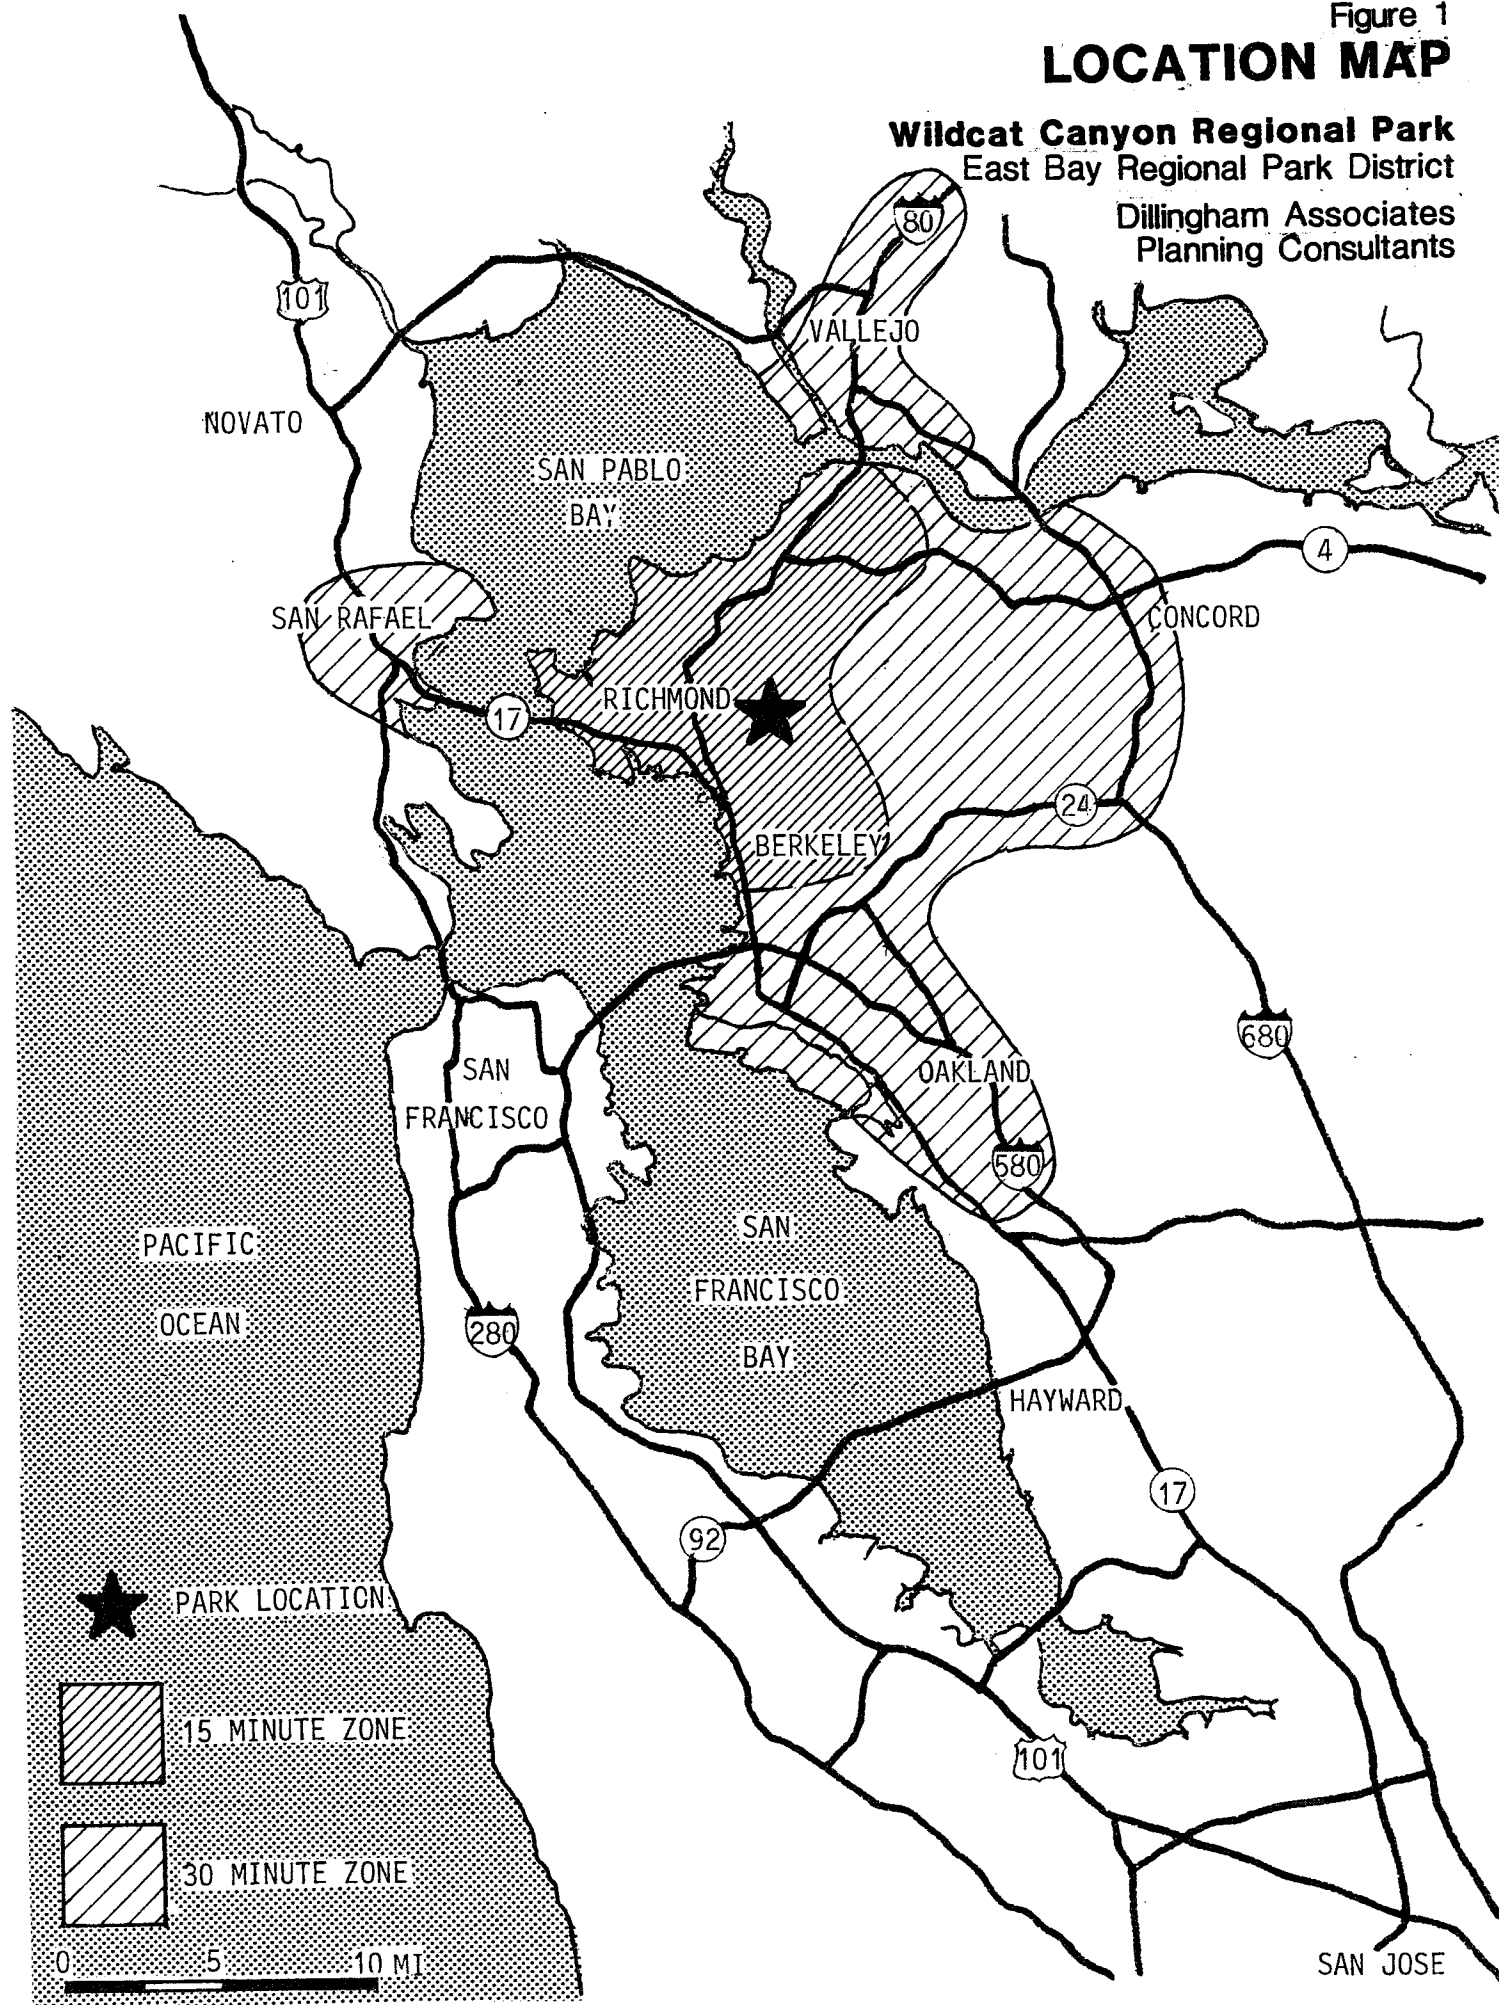 Figure 1
LOCATION MAP
Wildcat Canyon Regional Park
East Bay Regional Park District
Dillingham Associates
Planning Consultants
80
101
VALLEJO
NOVATO
SAN PABLO
BAY
4
SAN RAFAEL
CONCORD
RICHMOND
17
24
BERKELEY
680
SAN
FRANCISCO
OAKLAND
580
PACIFIC
OCEAN
SAN
FRANCISCO
BAY
280
HAYWARD
17
92
PARK LOCATION
15 MINUTE ZONE
101
30 MINUTE ZONE
0 5 10 MI
SAN JOSE